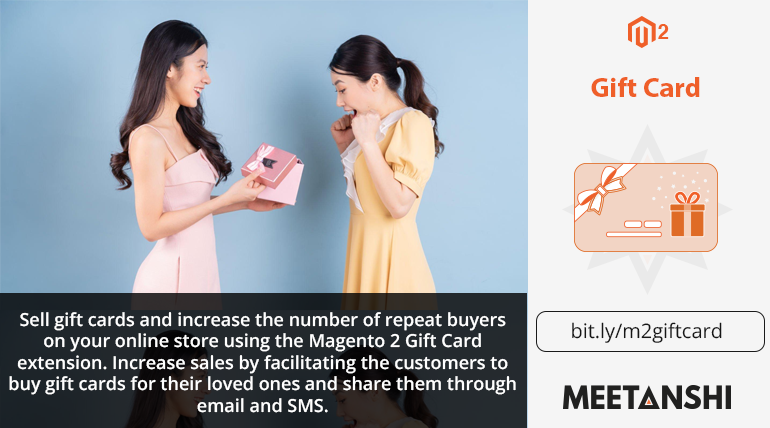 Sell gift cards and increase the number of repeat buyers
on your online store using the Magento 2 Gift Card
extension. Increase sales by facilitating the customers to
buy gift cards for their loved ones and share them through
email and SMS.
2
Gift Card
bit.ly/m2giftcard
MEETANSHI